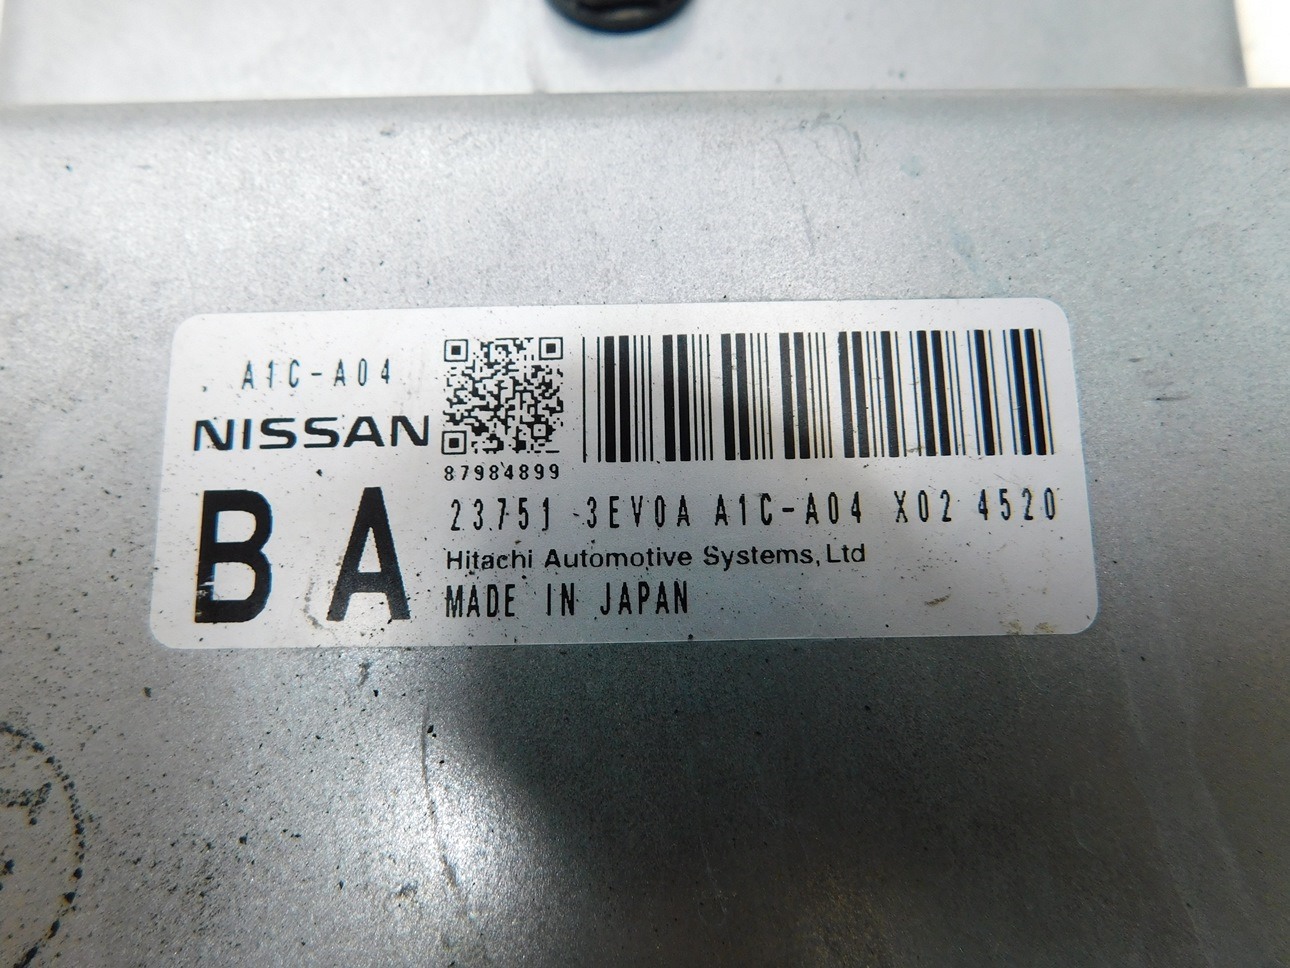 A1C-A04
NISSAN
87984899
BA
23751 3EV0A A1C-A04 X02 4520
Hitachi Automotive Systems, Ltd
MADE IN JAPAN